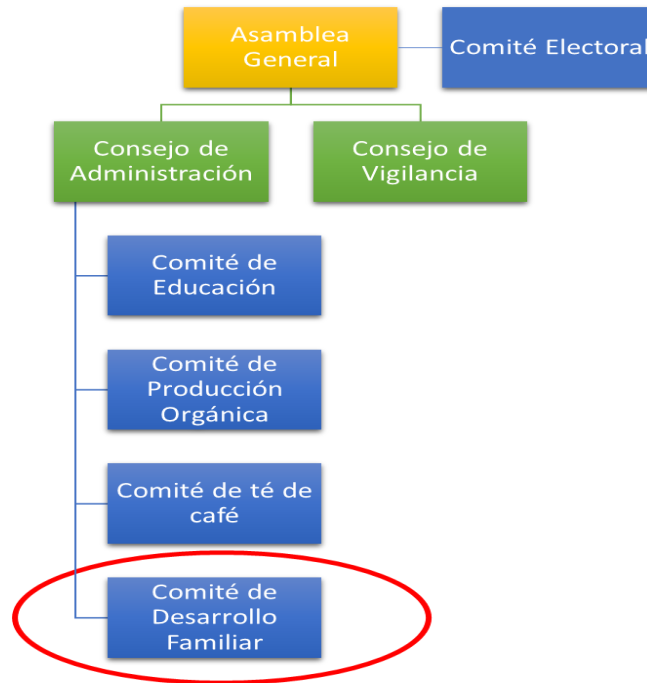 Asamblea
General
Comité Electoral
Consejo de
Administración
Consejo de
Vigilancia
Comité de
Educación
Comité de
Producción
Orgánica
Comité de té de
café
Comité de
Desarrollo
Familiar